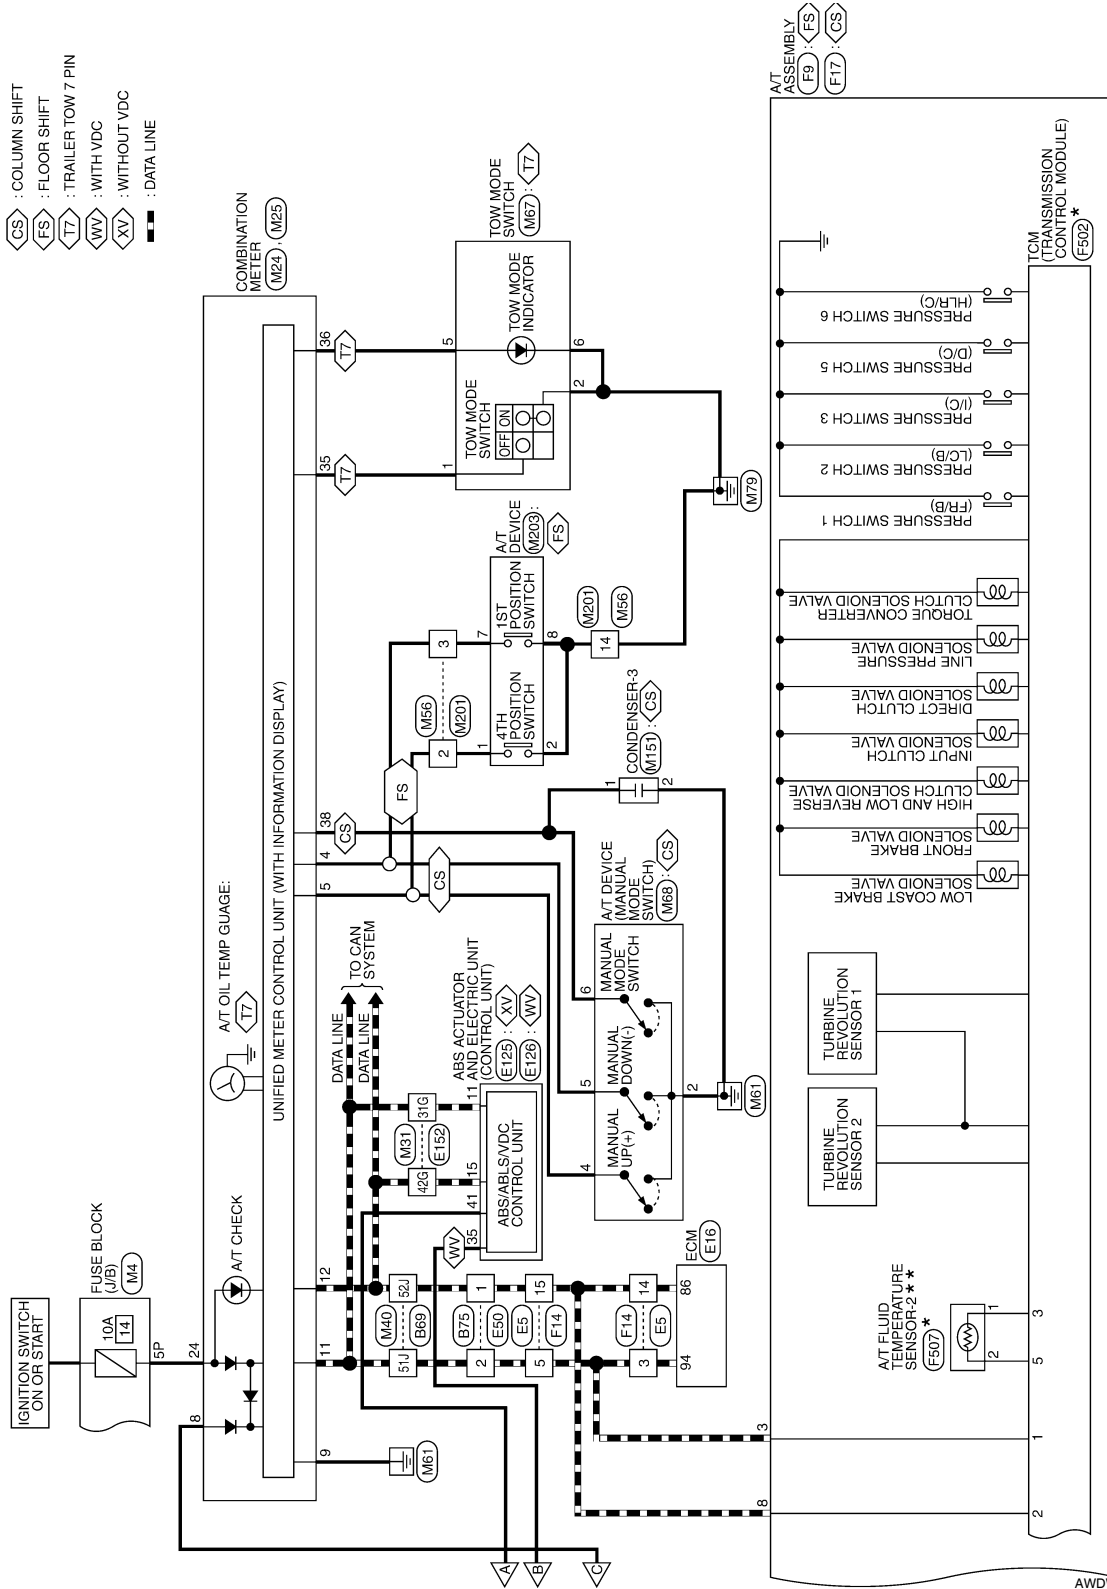 IGNITION SWITCH
ON OR START
FUSE BLOCK
(J/B)
M4
10A
14
5P
24
8
A/T CHECK
A/T OIL TEMP GUAGE:
T7
COMBINATION
METER
M24 , M25
CS : COLUMN SHIFT
FS : FLOOR SHIFT
T7 : TRAILER TOW 7 PIN
WV : WITH VDC
XV : WITHOUT VDC
: DATA LINE
UNIFIED METER CONTROL UNIT (WITH INFORMATION DISPLAY)
9
11
12
5
4
38
35
36
CS
T7
T7
M61
DATA LINE
DATA LINE
TO CAN
SYSTEM
FS
CS
M40
B69
51J
52J
M31
E152
42G
31G
ABS ACTUATOR
AND ELECTRIC UNIT
(CONTROL UNIT)
E125 : XV
E126 : WV
WV
35
41
15
11
ABS/ABLS/VDC
CONTROL UNIT
B75
E50
2
1
E5
F14
5
15
F14
E5
3
14
94
86
ECM
E16
M56
M201
2
3
1
7
4TH
POSITION
SWITCH
1ST
POSITION
SWITCH
A/T
DEVICE
M203 :
FS
2
8
M201
M56
14
TOW MODE
SWITCH
M67 : T7
1
5
TOW MODE
SWITCH
OFF
ON
TOW MODE
INDICATOR
2
6
M79
CONDENSER-3
M151 : CS
1
2
A/T DEVICE
(MANUAL
MODE
SWITCH)
M68 : CS
4
5
6
MANUAL
UP(+)
MANUAL
DOWN(-)
MANUAL
MODE
SWITCH
2
M61
A
B
C
8
3
A/T
ASSEMBLY
F9 : FS
F17 : CS
A/T FLUID
TEMPERATURE
SENSOR-2 *
F507 *
2
1
*
TURBINE
REVOLUTION
SENSOR 2
TURBINE
REVOLUTION
SENSOR 1
LOW COAST BRAKE
SOLENOID VALVE
FRONT BRAKE
SOLENOID VALVE
HIGH AND LOW REVERSE
CLUTCH SOLENOID VALVE
INPUT CLUTCH
SOLENOID VALVE
DIRECT CLUTCH
SOLENOID VALVE
LINE PRESSURE
SOLENOID VALVE
TORQUE CONVERTER
CLUTCH SOLENOID VALVE
PRESSURE SWITCH 1
(FR/B)
PRESSURE SWITCH 2
(LC/B)
PRESSURE SWITCH 3
(I/C)
PRESSURE SWITCH 5
(D/C)
PRESSURE SWITCH 6
(HLR/C)
2
1
5
3
TCM
(TRANSMISSION
CONTROL MODULE)
F502 *